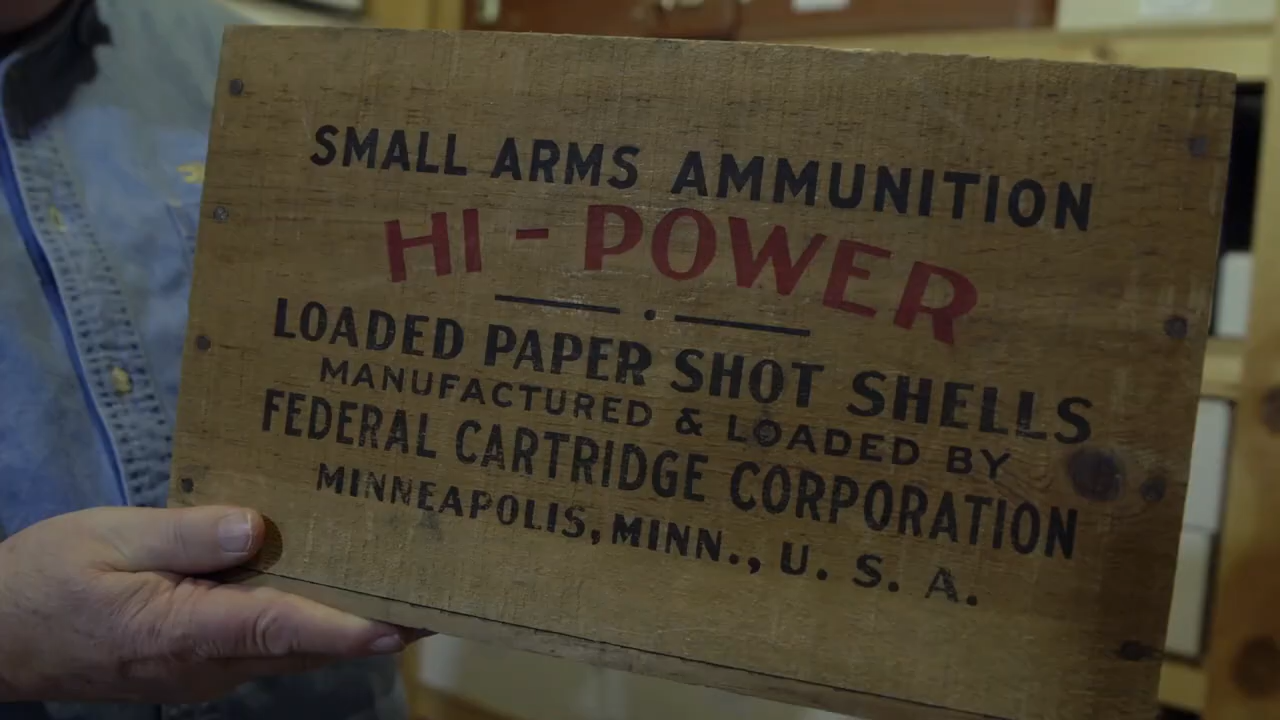 SMALL ARMS AMMUNITION
HI - POWER
LOADED PAPER SHOT SHELLS
MANUFACTURED & LOADED BY
FEDERAL CARTRIDGE CORPORATION
MINNEAPOLIS, MINN., U. S. A.